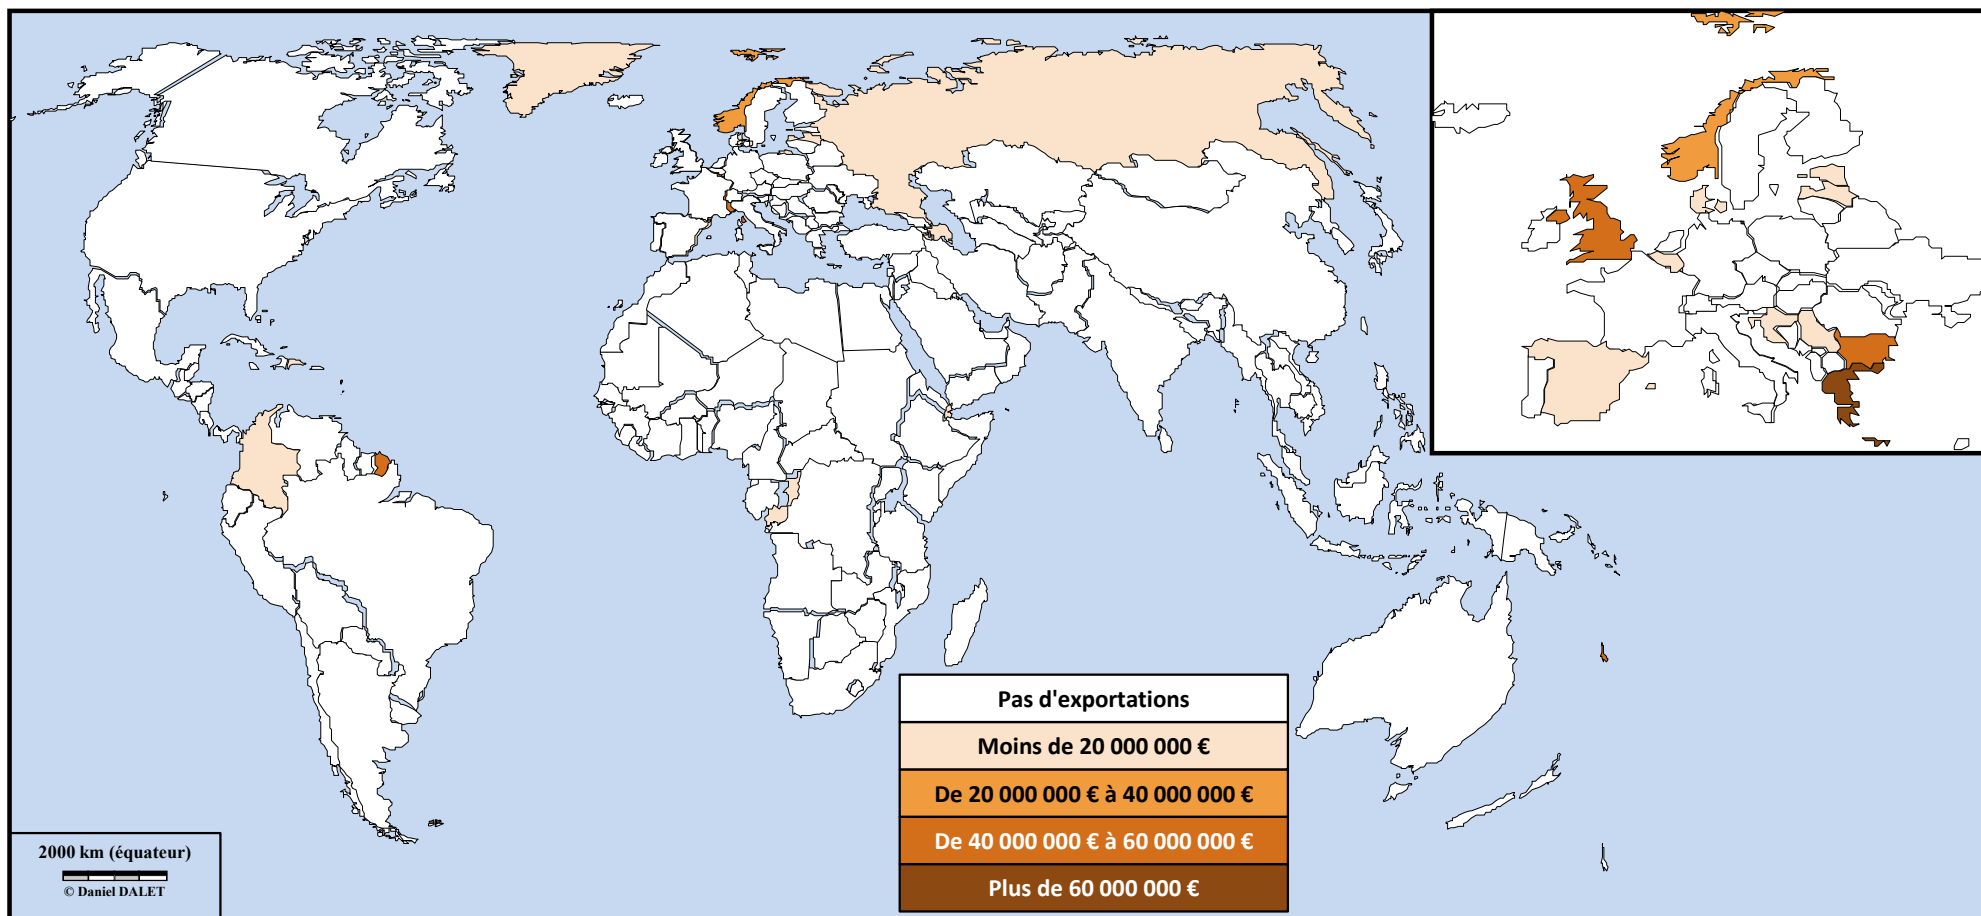 Pas d'exportations
Moins de 20 000 000 €
De 20 000 000 € à 40 000 000 €
De 40 000 000 € à 60 000 000 €
Plus de 60 000 000 €
2000 km (équateur)
© Daniel DALET